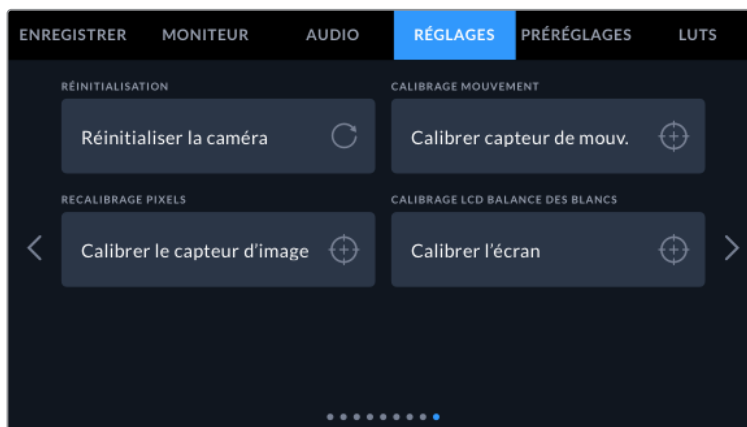 ENREGISTRER MONITEUR AUDIO RÉGLAGES PRÉRÉGLAGES LUTS
RÉINITIALISATION CALIBRAGE MOUVEMENT
Réinitialiser la caméra Calibrer capteur de mouv.
RECALIBRAGE PIXELS CALIBRAGE LCD BALANCE DES BLANCS
Calibrer le capteur d’image Calibrer l’écran